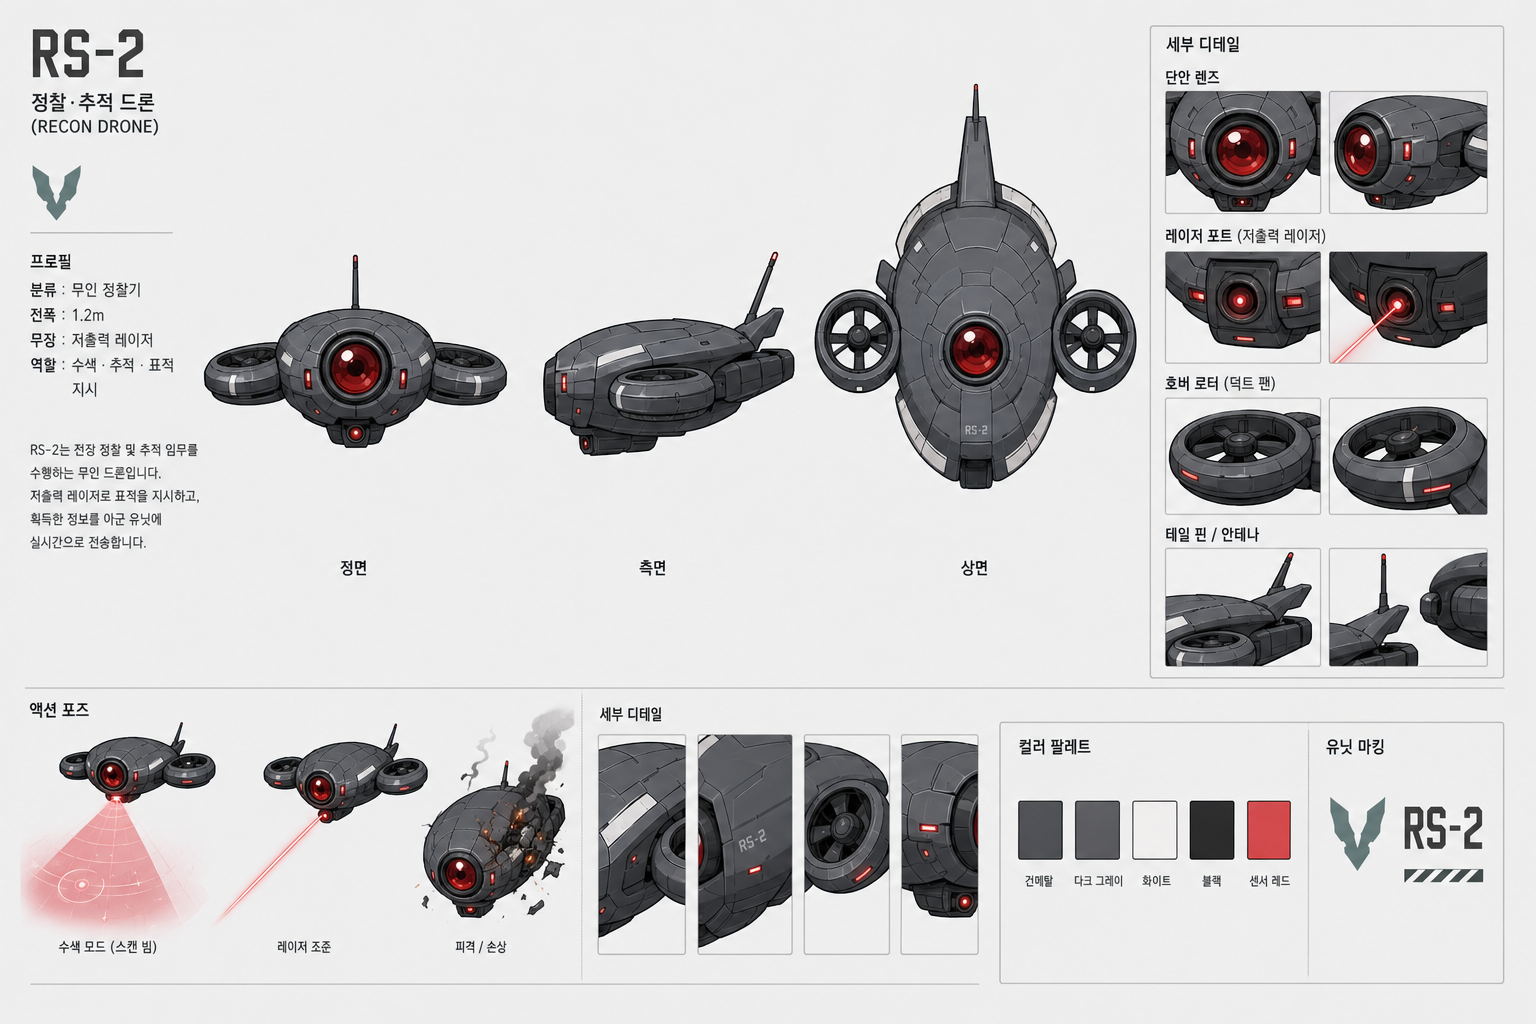 RS-2
정찰·추적 드론
(RECON DRONE)
프로필
분류 : 무인 정찰기
전폭 : 1.2m
무장 : 저출력 레이저
역할 : 수색 · 추적 · 표적
지시
RS-2는 전장 정찰 및 추적 임무를
수행하는 무인 드론입니다.
저출력 레이저로 표적을 지시하고,
획득한 정보를 아군 유닛에
실시간으로 전송합니다.
정면
측면
RS-2
상면
세부 디테일
단안 렌즈
레이저 포트 (저출력 레이저)
호버 로터 (덕트 팬)
테일 핀 / 안테나
액션 포즈
수색 모드 (스캔 빔)
레이저 조준
피격 / 손상
세부 디테일
RS-2
컬러 팔레트
건메탈
다크 그레이
화이트
블랙
센서 레드
유닛 마킹
RS-2